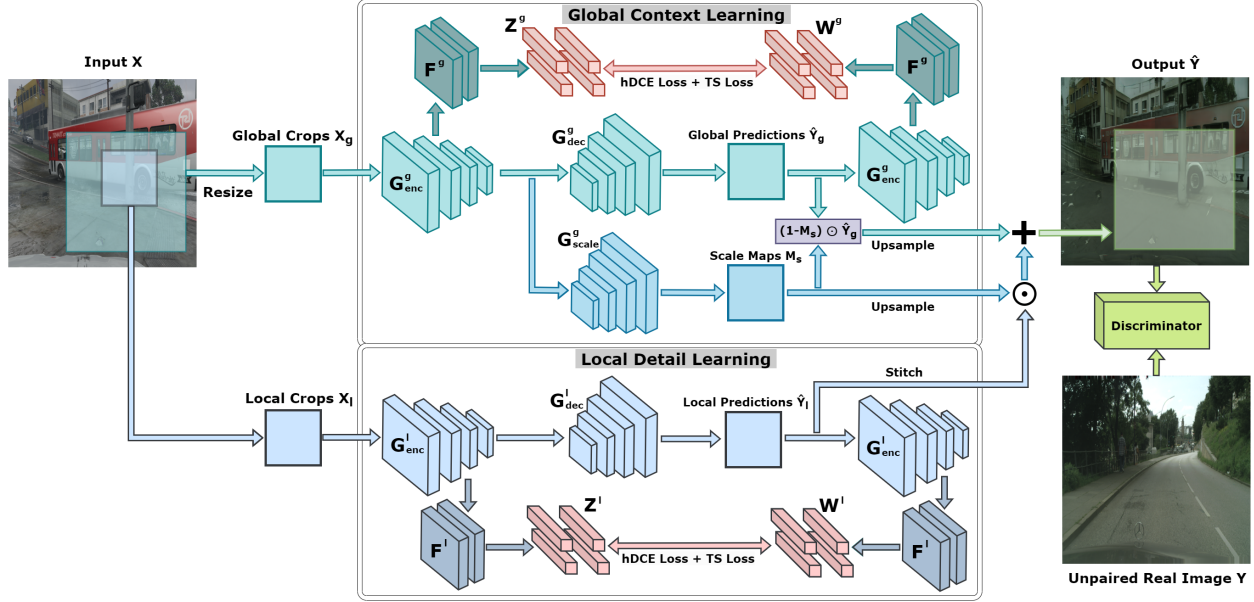 Global Context Learning
Input X
Z^g
W^g
Output Ŷ
F^g
F^g
hDCE Loss + TS Loss
Global Crops X_g
G^g_dec
Global Predictions Ŷ_g
Resize
G^g_enc
G^g_enc
(1-M_s) ⊙ Ŷ_g
+
G^g_scale
Scale Maps M_s
Upsample
Upsample
⊙
Discriminator
Local Detail Learning
Stitch
Local Crops X_l
G^l_dec
Local Predictions Ŷ_l
G^l_enc
G^l_enc
Z^l
W^l
F^l
F^l
hDCE Loss + TS Loss
Unpaired Real Image Y